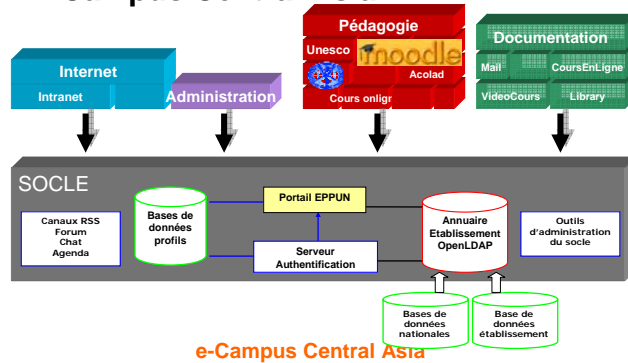 Pédagogie
Documentation
Unesco
moodle
Internet
Mail
CoursEnLigne
Acolad
Intranet
Administration
Cours onlign
VideoCours
Library
SOCLE
Portail EPPUN
Canaux RSS
Forum
Chat
Agenda
Bases de
données
profils
Annuaire
Etablissement
OpenLDAP
Outils
d'administration
du socle
Serveur
Authentification
Bases de
données
nationales
Base de
données
établissement
e-Campus Central Asia